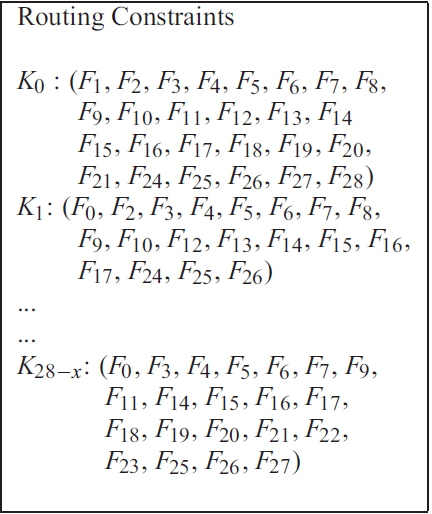 Routing Constraints
K₀ : (F₁, F₂, F₃, F₄, F₅, F₆, F₇, F₈,
F₉, F₁₀, F₁₁, F₁₂, F₁₃, F₁₄
F₁₅, F₁₆, F₁₇, F₁₈, F₁₉, F₂₀,
F₂₁, F₂₄, F₂₅, F₂₆, F₂₇, F₂₈)
K₁: (F₀, F₂, F₃, F₄, F₅, F₆, F₇, F₈,
F₉, F₁₀, F₁₂, F₁₃, F₁₄, F₁₅, F₁₆,
F₁₇, F₂₄, F₂₅, F₂₆)
...
...
K₂₈₋ₓ: (F₀, F₃, F₄, F₅, F₆, F₇, F₉,
F₁₁, F₁₄, F₁₅, F₁₆, F₁₇,
F₁₈, F₁₉, F₂₀, F₂₁, F₂₂,
F₂₃, F₂₅, F₂₆, F₂₇)